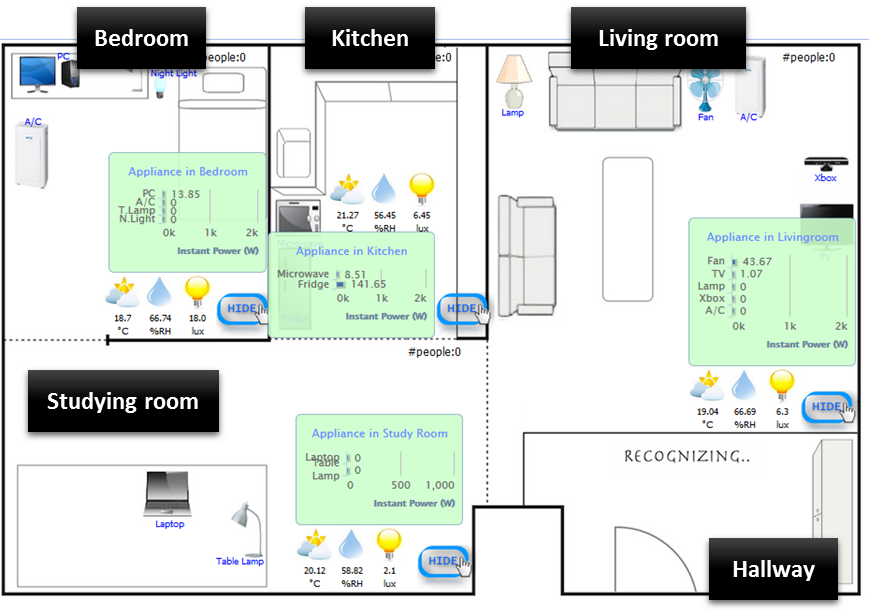 Bedroom
Kitchen
Living room
PC
people:0
:0
#people:0
Night Light
A/C
Lamp
Fan
A/C
Xbox
TV
Appliance in Bedroom
PC 13.85
A/C 0
T.Lamp 0
N.Light 0
0k 1k 2k
Instant Power (W)
18.7 66.74 18.0
°C %RH lux
HIDE
21.27 56.45 6.45
°C %RH lux
Microwave
Appliance in Kitchen
Microwave 8.51
Fridge 141.65
0k 1k 2k
Instant Power (W)
Fridge
HIDE
Appliance in Livingroom
Fan 43.67
TV 1.07
Lamp 0
Xbox 0
A/C 0
0k 1k 2k
Instant Power (W)
19.04 66.69 6.3
°C %RH lux
HIDE
#people:0
Studying room
Appliance in Study Room
Laptop 0
Table Lamp 0
0 500 1,000
Instant Power (W)
20.12 58.82 2.1
°C %RH lux
HIDE
Laptop
Table Lamp
RECOGNIZING..
Hallway